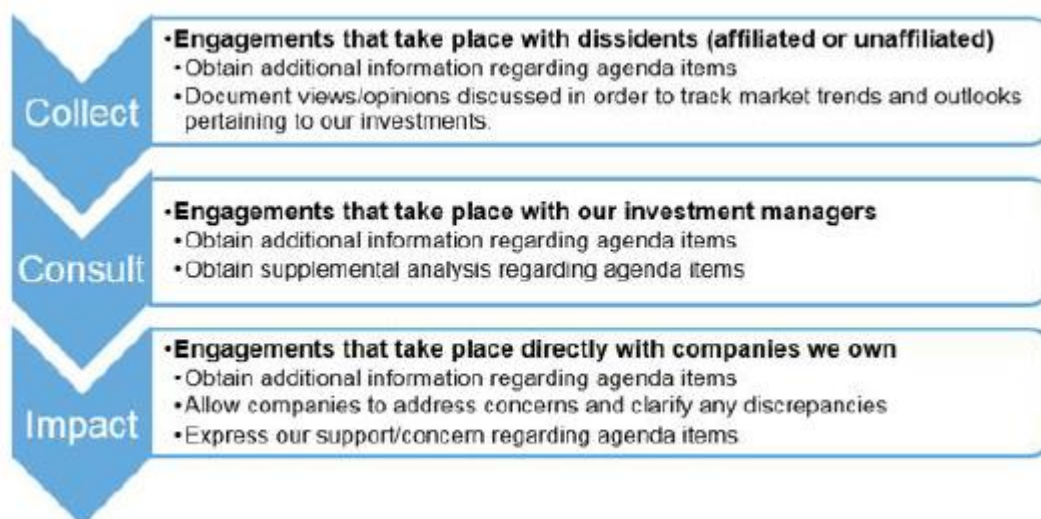 Collect
•Engagements that take place with dissidents (affiliated or unaffiliated)
•Obtain additional information regarding agenda items
•Document views/opinions discussed in order to track market trends and outlooks
pertaining to our investments.
Consult
•Engagements that take place with our investment managers
•Obtain additional information regarding agenda items
•Obtain supplemental analysis regarding agenda items
Impact
•Engagements that take place directly with companies we own
•Obtain additional information regarding agenda items
•Allow companies to address concerns and clarify any discrepancies
•Express our support/concern regarding agenda items